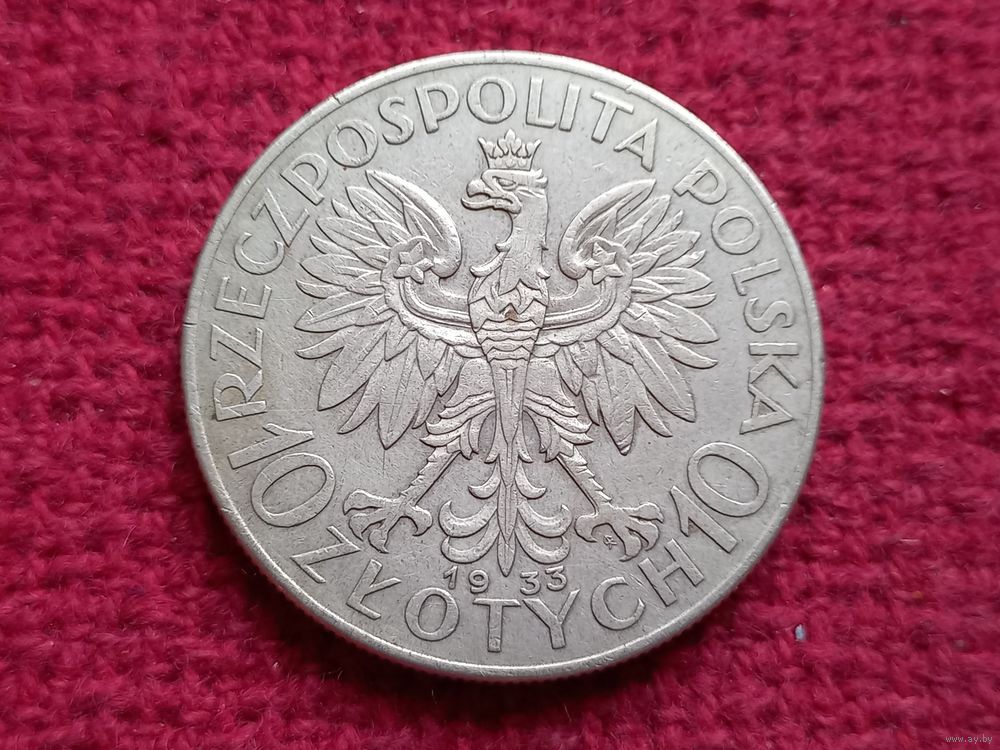 RZECZPOSPOLITA POLSKA
10 ZŁOTYCH 10
1933
www.ay.by